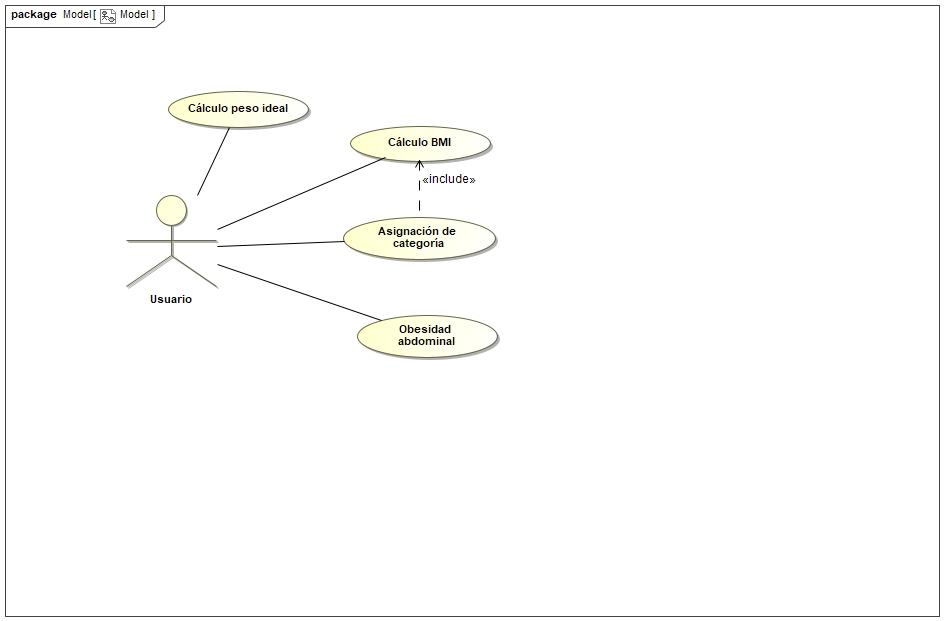 package Model[ Model ]
Cálculo peso ideal
Cálculo BMI
«include»
Asignación de
categoría
Usuario
Obesidad
abdominal